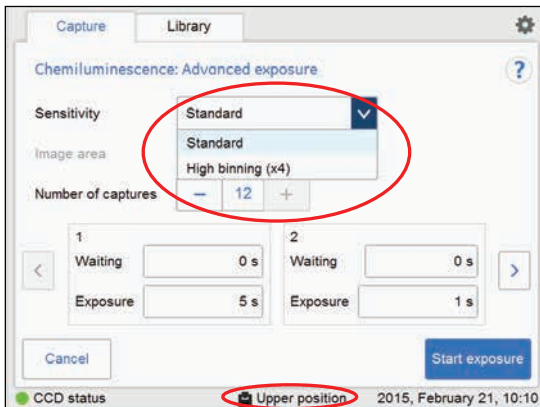 Capture Library
Chemiluminescence: Advanced exposure ?
Sensitivity Standard
Standard
Image area
High binning (x4)
Number of captures − 12 +
1 2
Waiting 0 s Waiting 0 s
< >
Exposure 5 s Exposure 1 s
Cancel Start exposure
CCD status Upper position 2015, February 21, 10:10